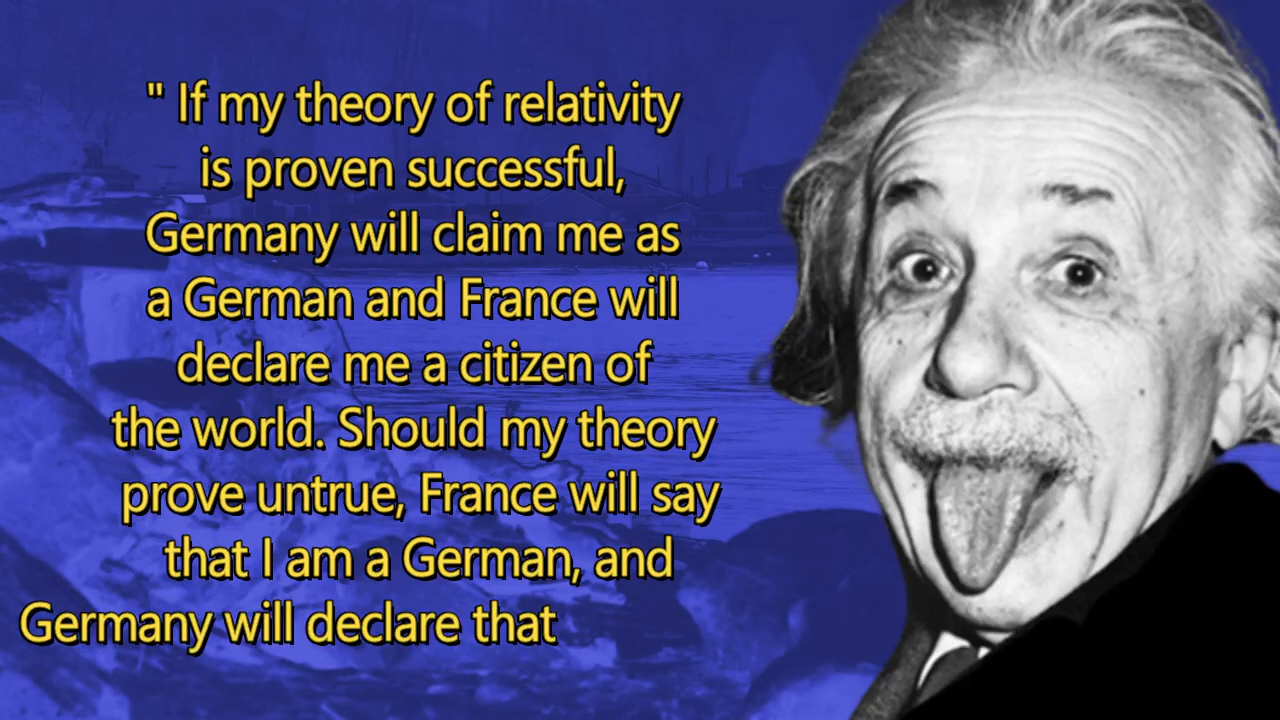 " If my theory of relativity
is proven successful,
Germany will claim me as
a German and France will
declare me a citizen of
the world. Should my theory
prove untrue, France will say
that I am a German, and
Germany will declare that